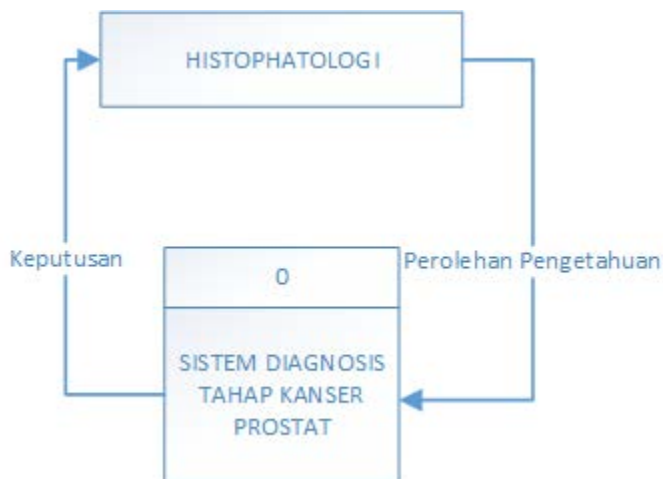 HISTOPHATOLOGI
Keputusan
Perolehan Pengetahuan
0
SISTEM DIAGNOSIS
TAHAP KANSER
PROSTAT